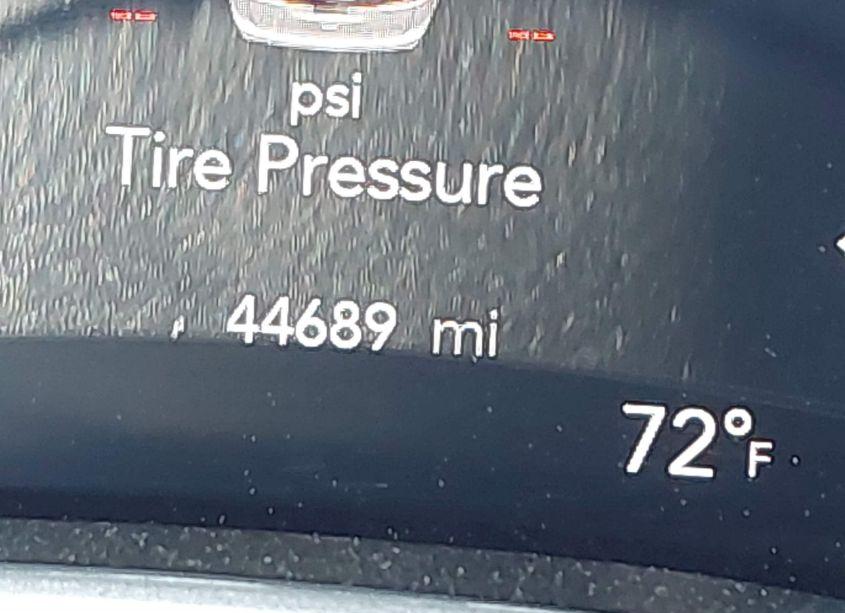 psi
Tire Pressure
44689 mi
72°F